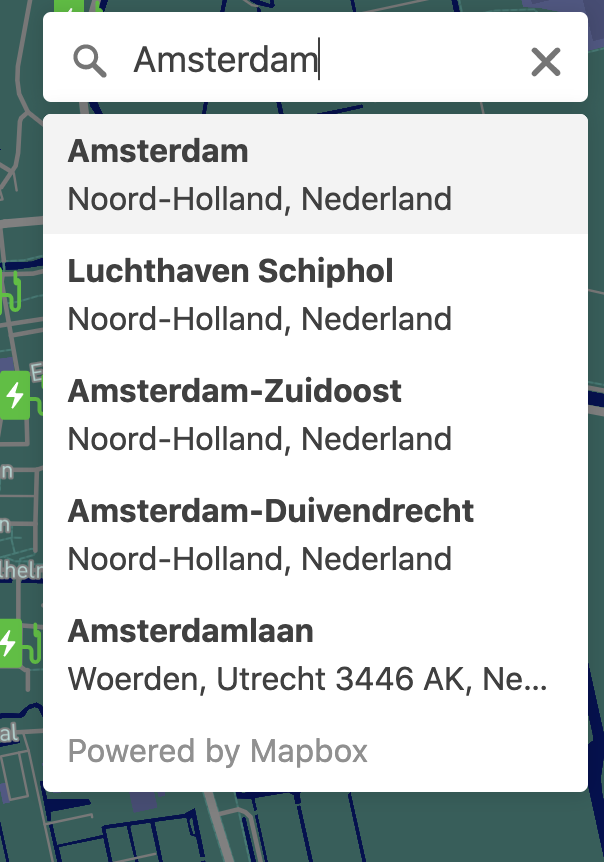 Amsterdam
Amsterdam
Noord-Holland, Nederland
Luchthaven Schiphol
Noord-Holland, Nederland
Amsterdam-Zuidoost
Noord-Holland, Nederland
Amsterdam-Duivendrecht
Noord-Holland, Nederland
Amsterdamlaan
Woerden, Utrecht 3446 AK, Ne...
Powered by Mapbox